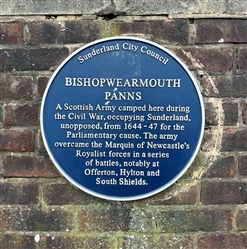 Sunderland City Council
BISHOPWEARMOUTH
PANNS
A Scottish Army camped here during
the Civil War, occupying Sunderland,
unopposed, from 1644 - 47 for the
Parliamentary cause. The army
overcame the Marquis of Newcastle's
Royalist forces in a series
of battles, notably at
Offerton, Hylton and
South Shields.